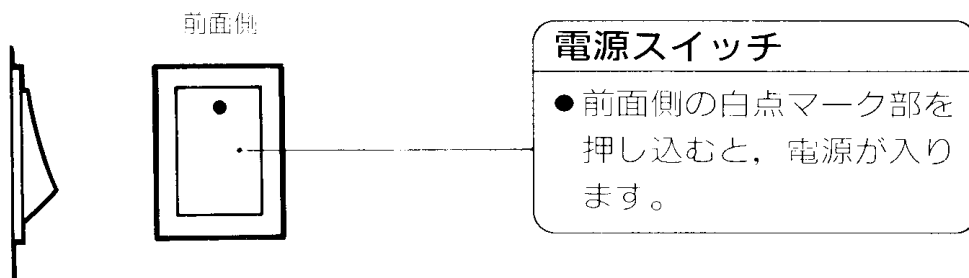 前面側
電源スイッチ
●前面側の白点マーク部を
押し込むと，電源が入り
ます。